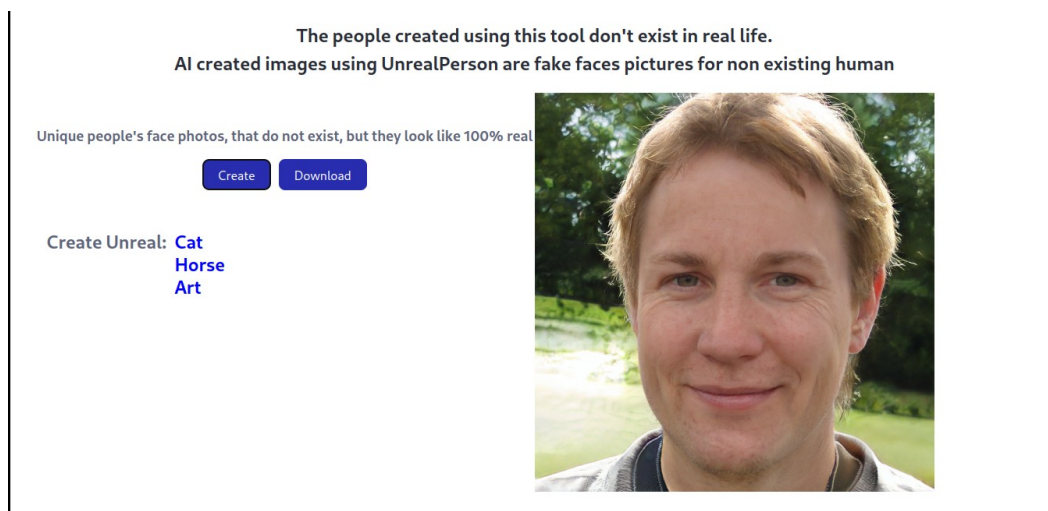 The people created using this tool don't exist in real life.
AI created images using UnrealPerson are fake faces pictures for non existing human
Unique people's face photos, that do not exist, but they look like 100% real
Create Download
Create Unreal: Cat
Horse
Art